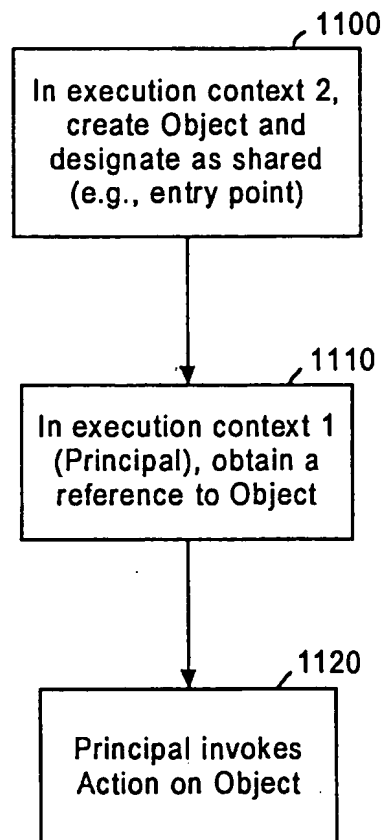 1100
In execution context 2,
create Object and
designate as shared
(e.g., entry point)
1110
In execution context 1
(Principal), obtain a
reference to Object
1120
Principal invokes
Action on Object